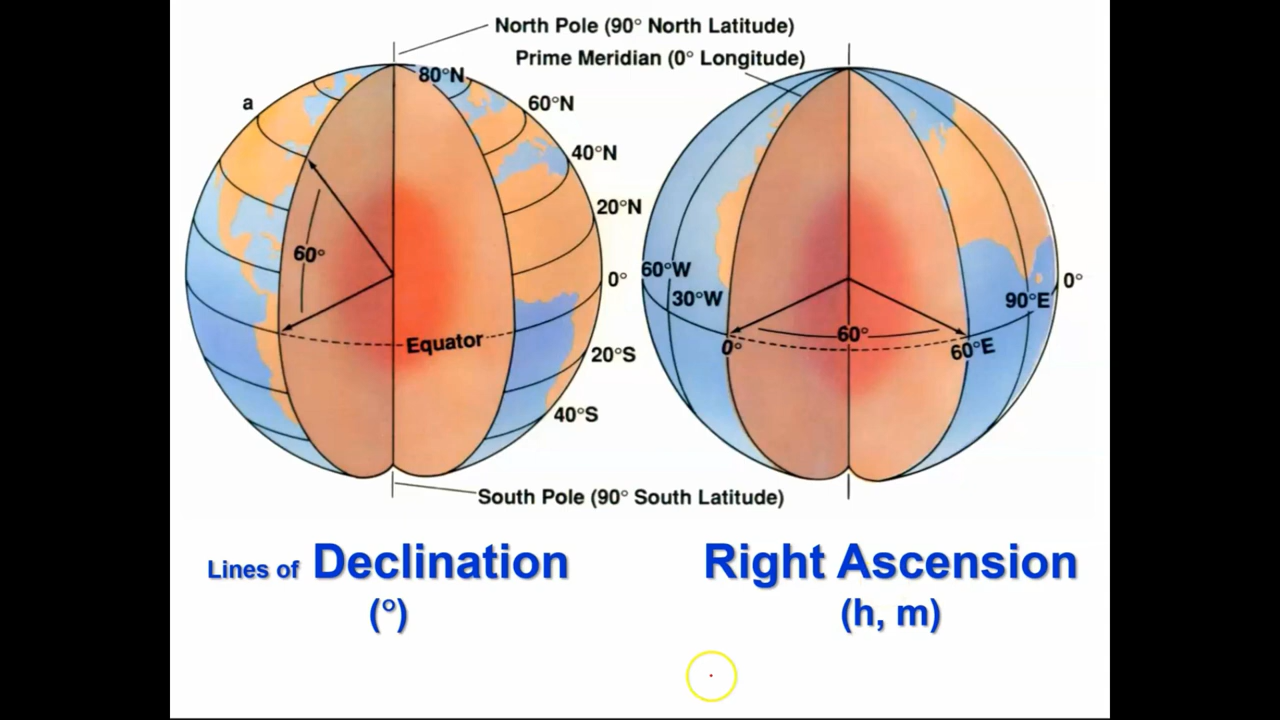 North Pole (90° North Latitude)
Prime Meridian (0° Longitude)
80°N
a
60°N
40°N
20°N
60°
0°
Equator
20°S
40°S
South Pole (90° South Latitude)
60°W
30°W
0°
60°
60°E
90°E
0°
Lines of Declination
(°)
Right Ascension
(h, m)